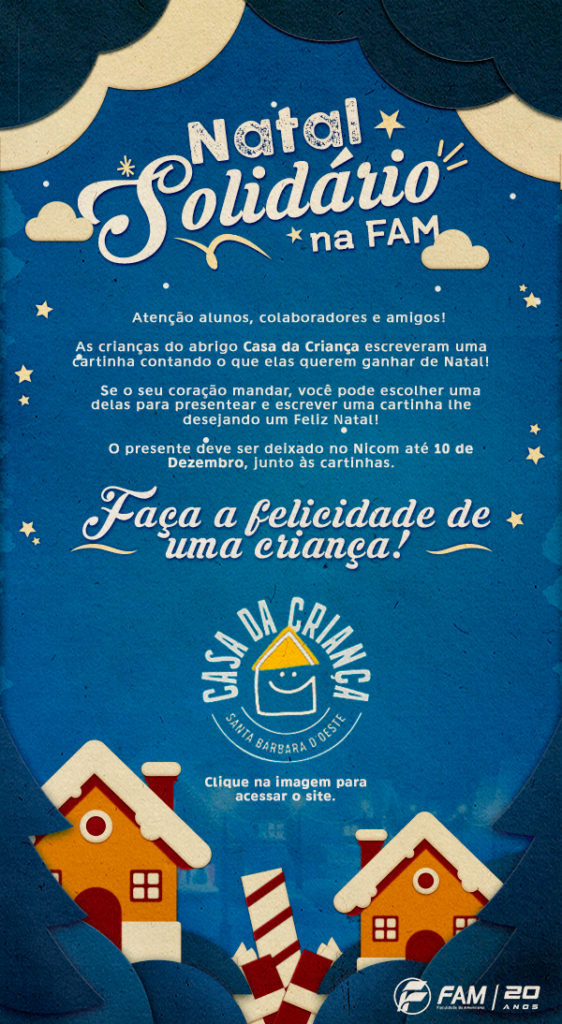 Natal
Solidário
na FAM
Atenção alunos, colaboradores e amigos!
As crianças do abrigo Casa da Criança escreveram uma
cartinha contando o que elas querem ganhar de Natal!
Se o seu coração mandar, você pode escolher uma
delas para presentear e escrever uma cartinha lhe
desejando um Feliz Natal!
O presente deve ser deixado no Nicom até 10 de
Dezembro, junto às cartinhas.
Faça a felicidade de
uma criança!
CASA DA CRIANÇA
SANTA BÁRBARA D'OESTE
Clique na imagem para
acessar o site.
FAM | 20
Faculdade de Americana ANOS